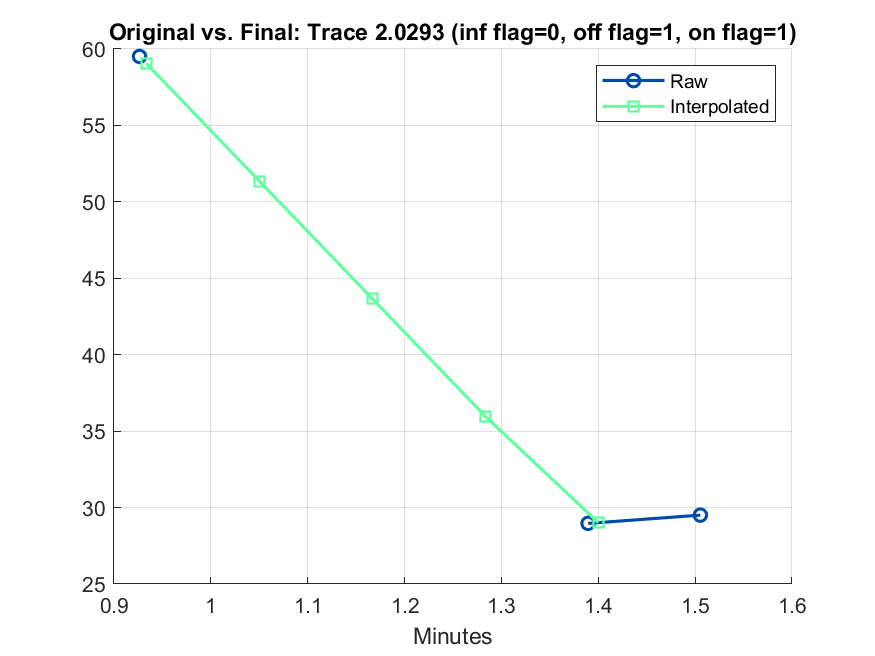 Original vs. Final: Trace 2.0293 (inf flag=0, off flag=1, on flag=1)
Raw
Interpolated
60
55
50
45
40
35
30
25
0.9 1 1.1 1.2 1.3 1.4 1.5 1.6
Minutes